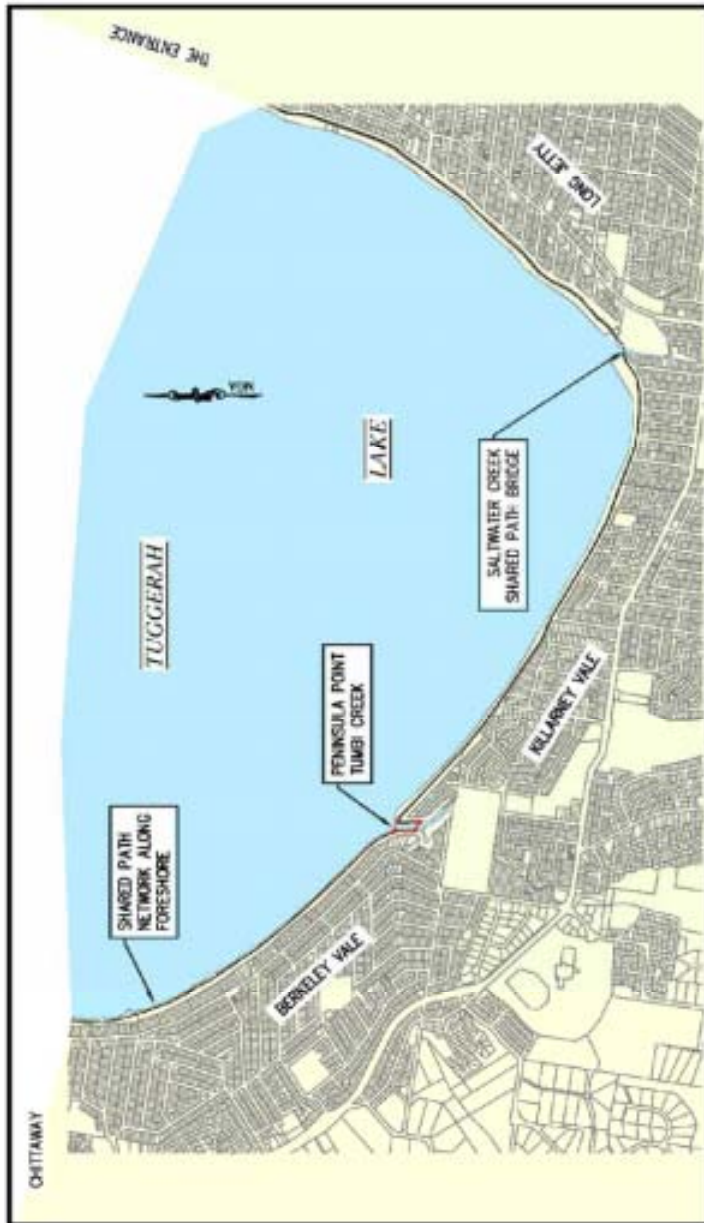 CHITTAWAY
THE ENTRANCE
SHARED PATH
NETWORK ALONG
FORESHORE
TUGGERAH
LAKE
PENINSULA POINT
TUMBI CREEK
SALTWATER CREEK
SHARED PATH BRIDGE
BERKELEY VALE
KILLARNEY VALE
LONG JETTY